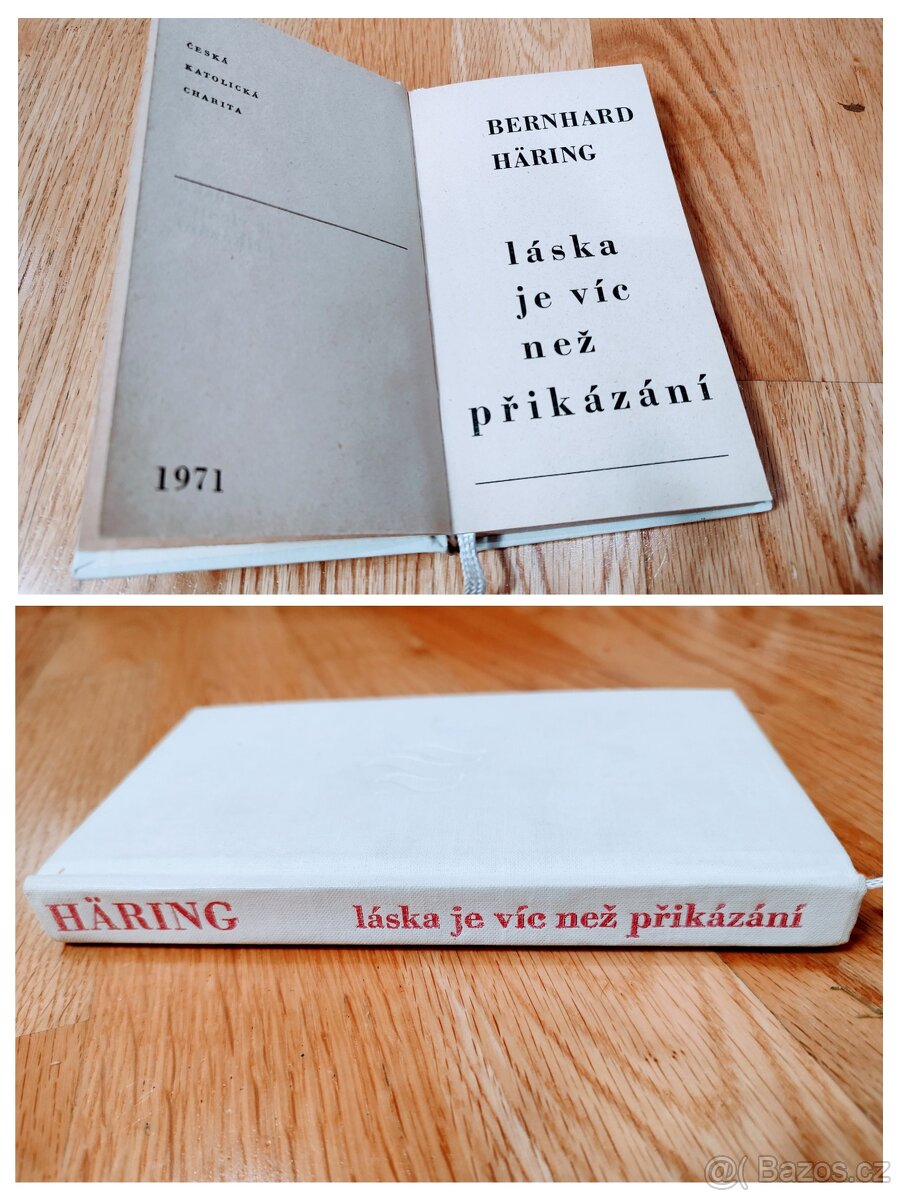 ČESKÁ
KATOLICKÁ
CHARITA
1971
BERNHARD
HÄRING
láska
je víc
než
přikázání
HÄRING láska je víc než přikázání
@( Bazos.cz